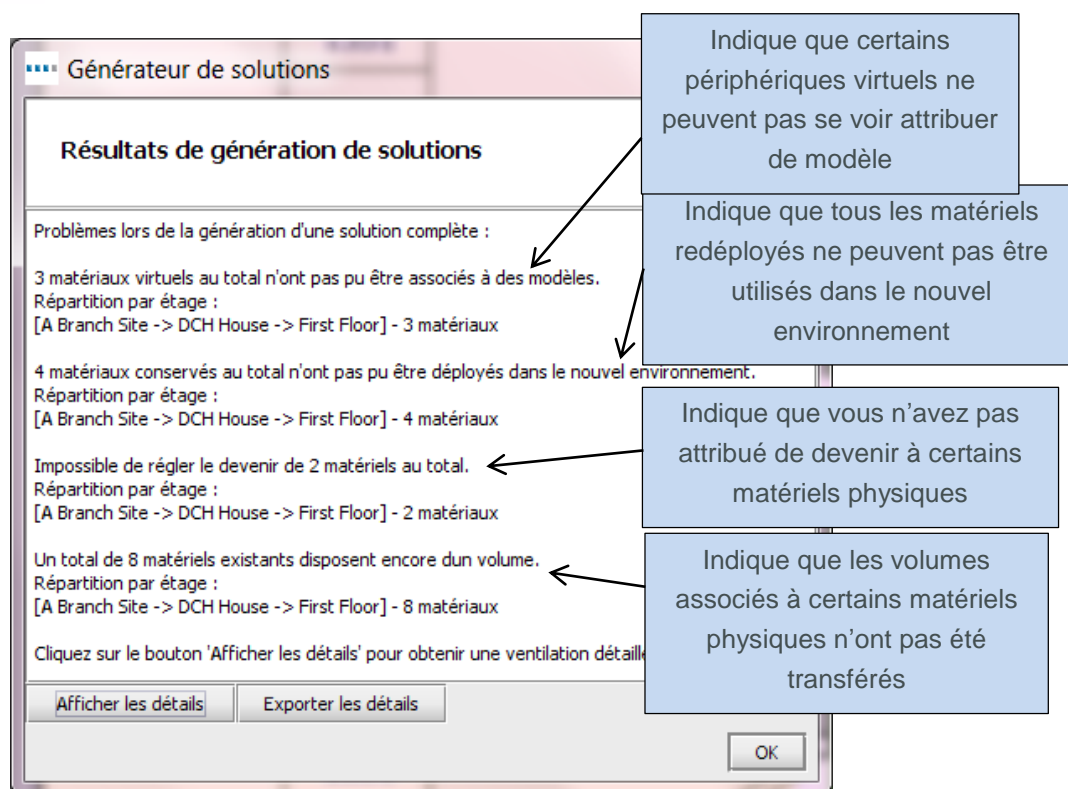 Générateur de solutions
Résultats de génération de solutions
Problèmes lors de la génération d'une solution complète :
3 matériaux virtuels au total n'ont pas pu être associés à des modèles.
Répartition par étage :
[A Branch Site -> DCH House -> First Floor] - 3 matériaux
4 matériaux conservés au total n'ont pas pu être déployés dans le nouvel environnement.
Répartition par étage :
[A Branch Site -> DCH House -> First Floor] - 4 matériaux
Impossible de régler le devenir de 2 matériels au total.
Répartition par étage :
[A Branch Site -> DCH House -> First Floor] - 2 matériaux
Un total de 8 matériels existants disposent encore dun volume.
Répartition par étage :
[A Branch Site -> DCH House -> First Floor] - 8 matériaux
Cliquez sur le bouton 'Afficher les détails' pour obtenir une ventilation
Afficher les détails
Exporter les détails
OK
Indique que certains
périphériques virtuels ne
peuvent pas se voir attribuer
de modèle
Indique que tous les matériels
redéployés ne peuvent pas être
utilisés dans le nouvel
environnement
Indique que vous n'avez pas
attribué de devenir à certains
matériels physiques
Indique que les volumes
associés à certains matériels
physiques n'ont pas été
transférés